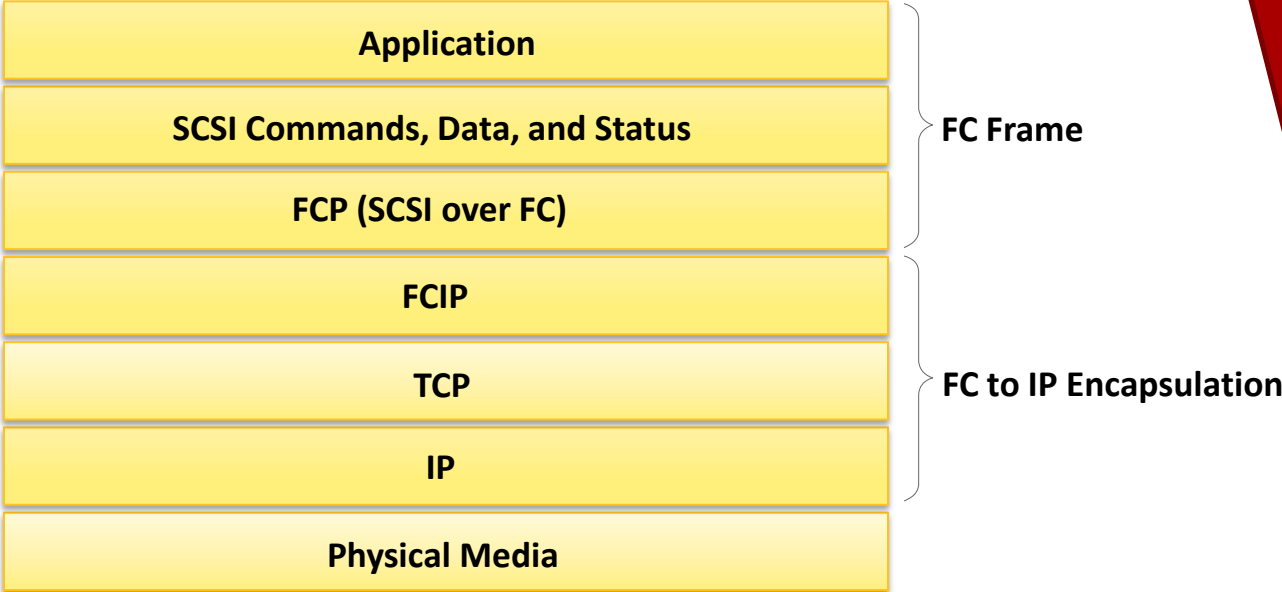 Application
SCSI Commands, Data, and Status
FC Frame
FCP (SCSI over FC)
FCIP
TCP
FC to IP Encapsulation
IP
Physical Media